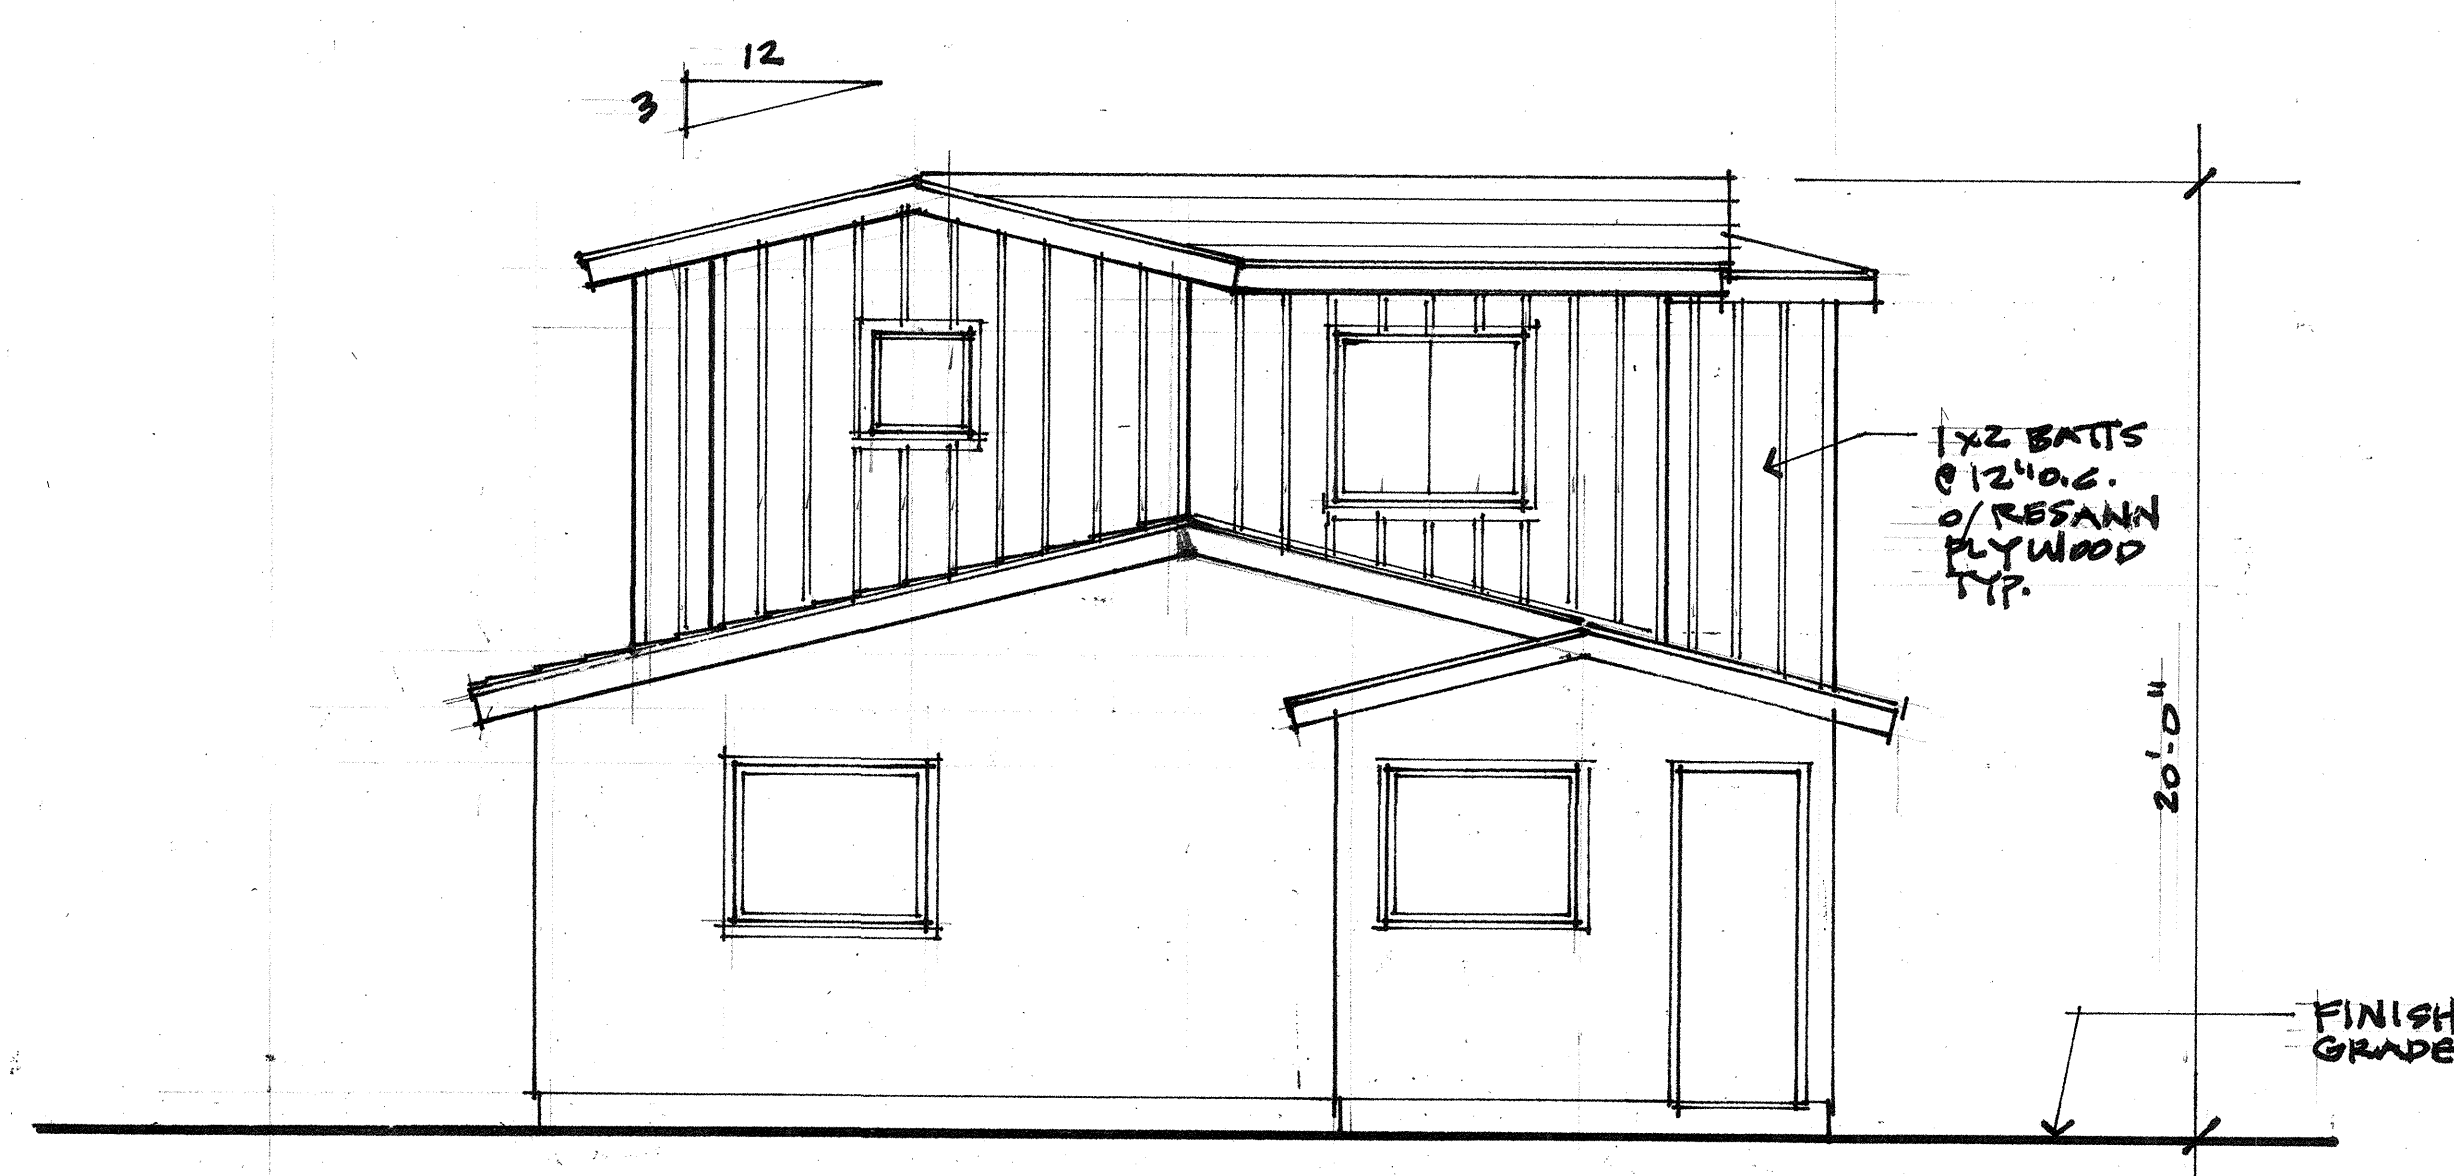 12
3
1x2 BATTS
@ 12" O.C.
O/ RESAWN
PLYWOOD
TYP.
20'-0"
FINISH
GRADE